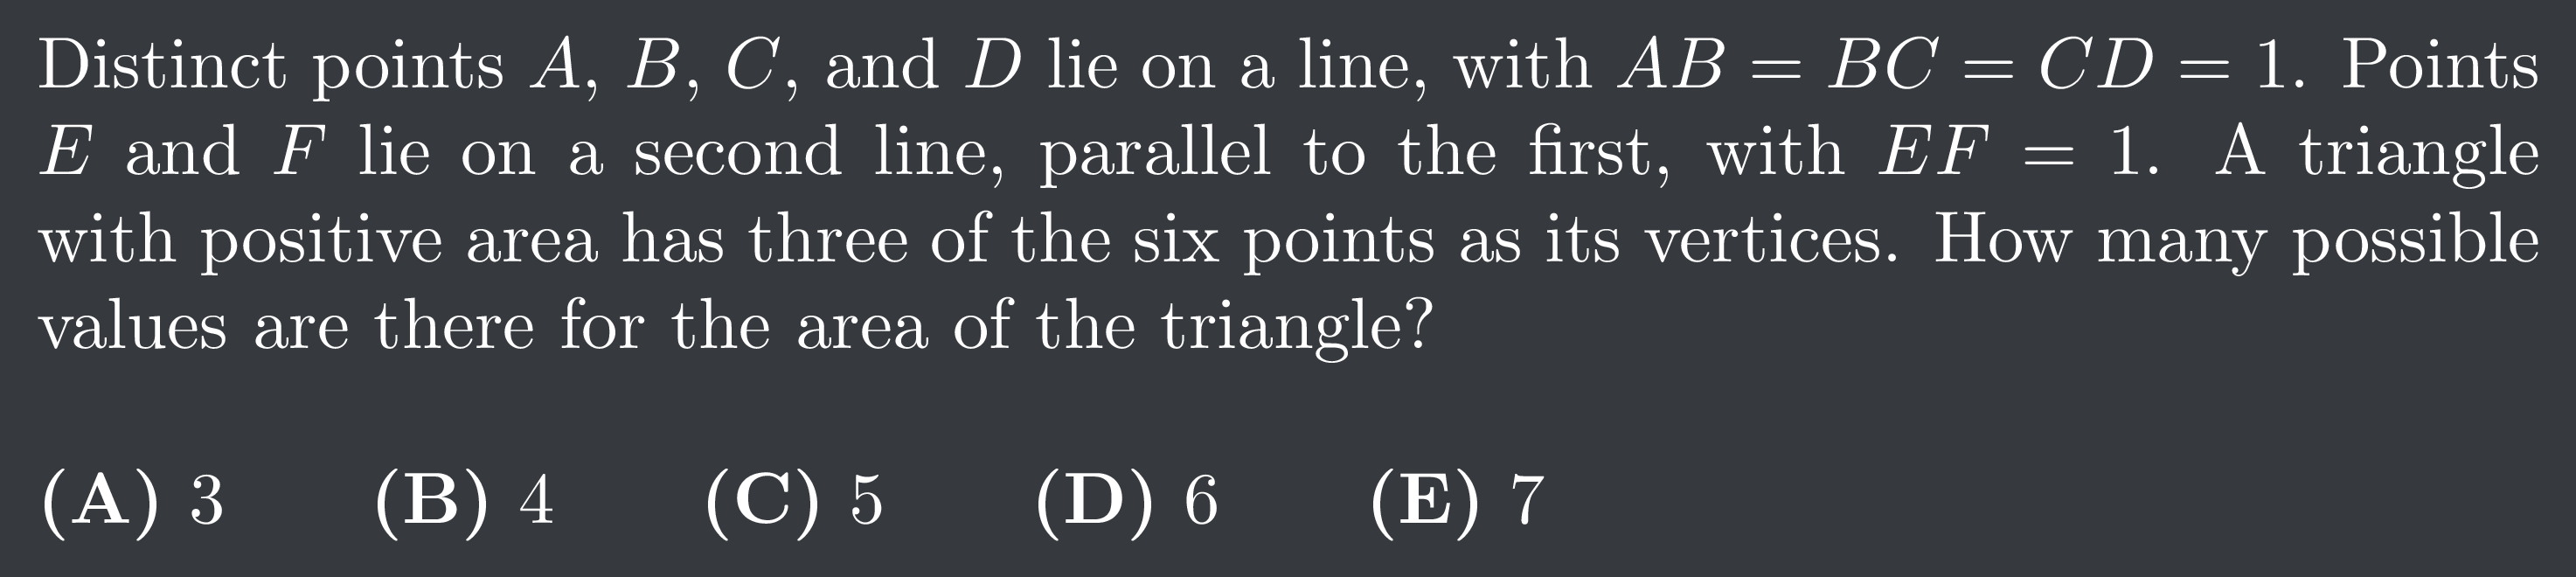 Distinct points A, B, C, and D lie on a line, with AB = BC = CD = 1. Points
E and F lie on a second line, parallel to the first, with EF = 1. A triangle
with positive area has three of the six points as its vertices. How many possible
values are there for the area of the triangle?
(A) 3 (B) 4 (C) 5 (D) 6 (E) 7